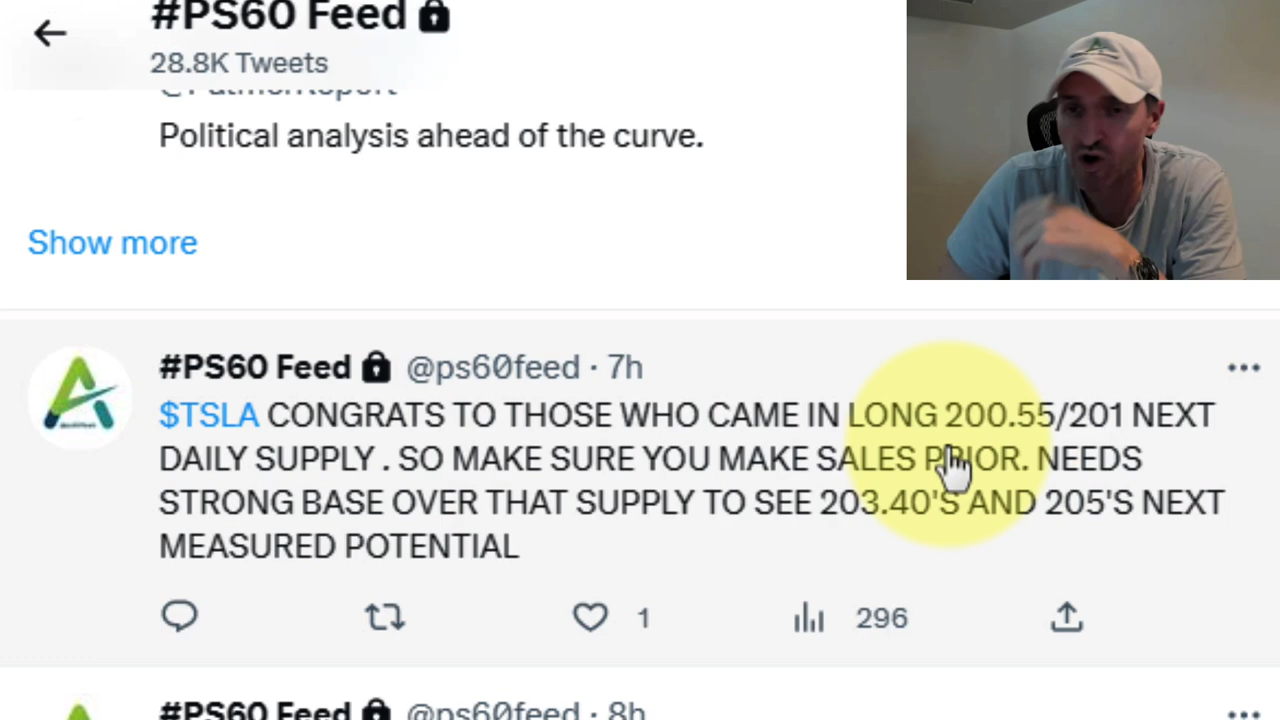 #PS60 Feed
28.8K Tweets
Political analysis ahead of the curve.
Show more
#PS60 Feed @ps60feed · 7h
$TSLA CONGRATS TO THOSE WHO CAME IN LONG 200.55/201 NEXT
DAILY SUPPLY . SO MAKE SURE YOU MAKE SALES PRIOR. NEEDS
STRONG BASE OVER THAT SUPPLY TO SEE 203.40'S AND 205'S NEXT
MEASURED POTENTIAL
1 296
#PS60 Feed @ps60feed · 8h